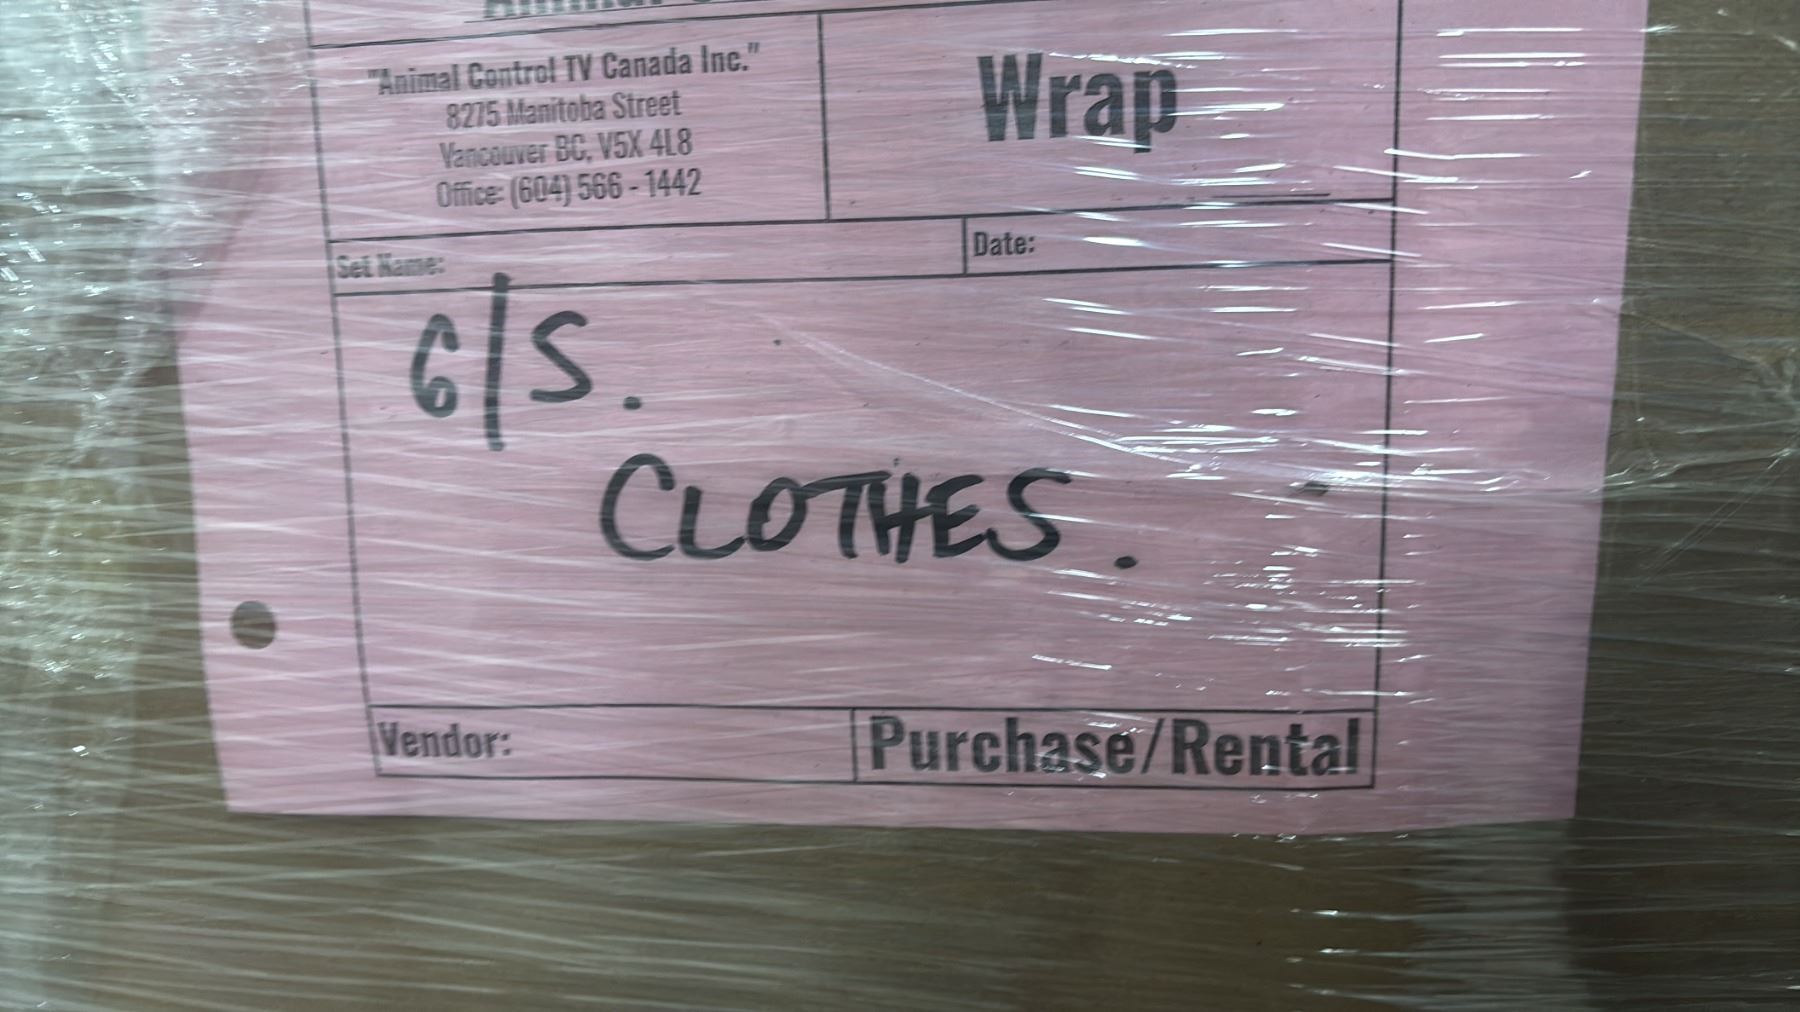 "Animal Control TV Canada Inc."
8275 Manitoba Street
Vancouver BC, V5X 4L8
Office: (604) 566 - 1442
Wrap
Set Name:
Date:
G/S.
CLOTHES.
Vendor:
Purchase/Rental